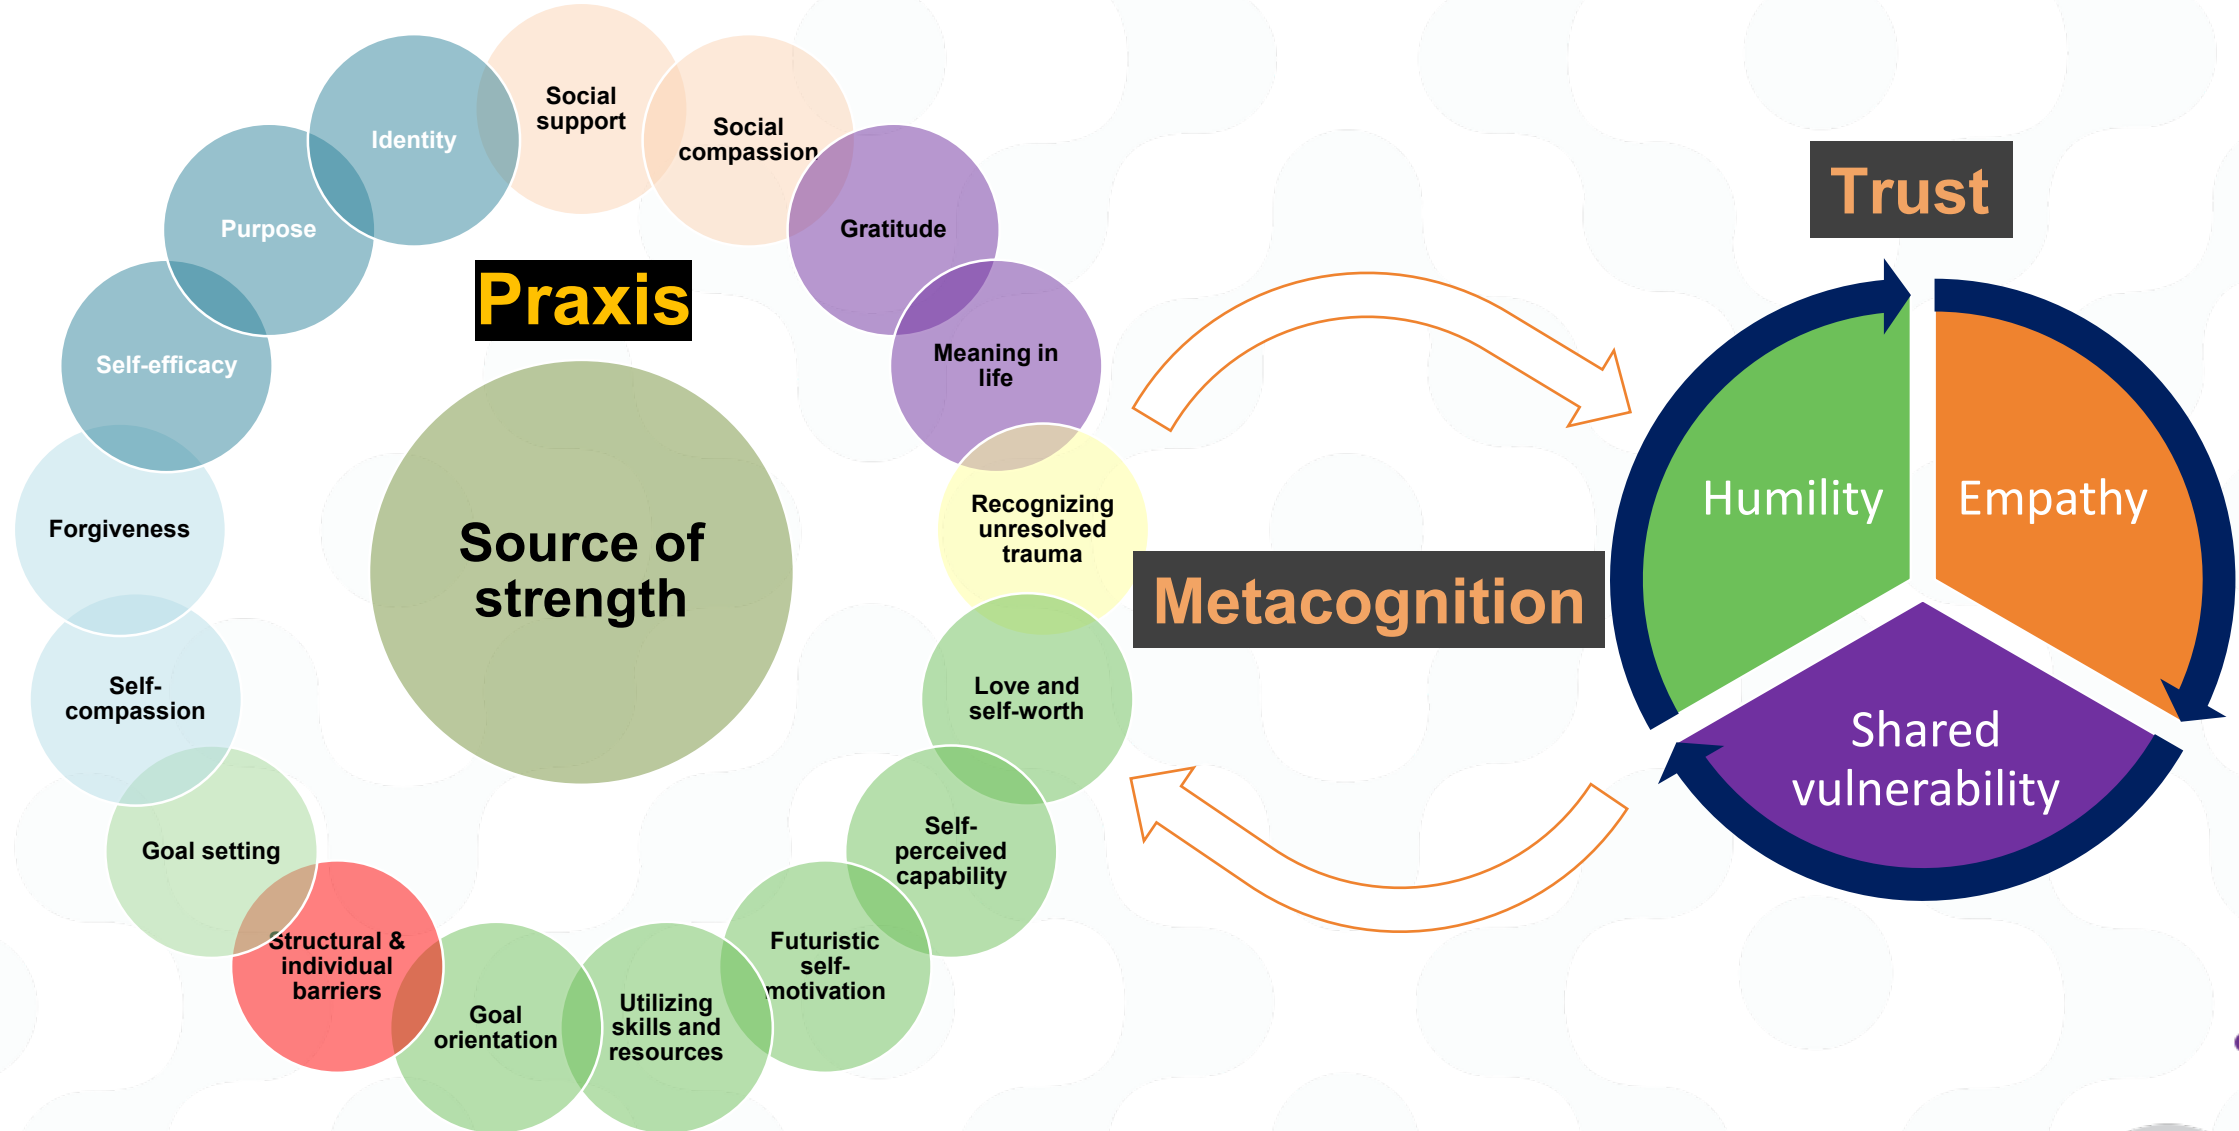 Social
support
Social
compassion
Gratitude
Meaning in
life
Recognizing
unresolved
trauma
Love and
self-worth
Self-
perceived
capability
Futuristic
self-
motivation
Utilizing
skills and
resources
Goal
orientation
Structural &
individual
barriers
Goal setting
Self-
compassion
Forgiveness
Self-efficacy
Purpose
Identity
Praxis
Source of
strength
Metacognition
Trust
Humility
Empathy
Shared
vulnerability